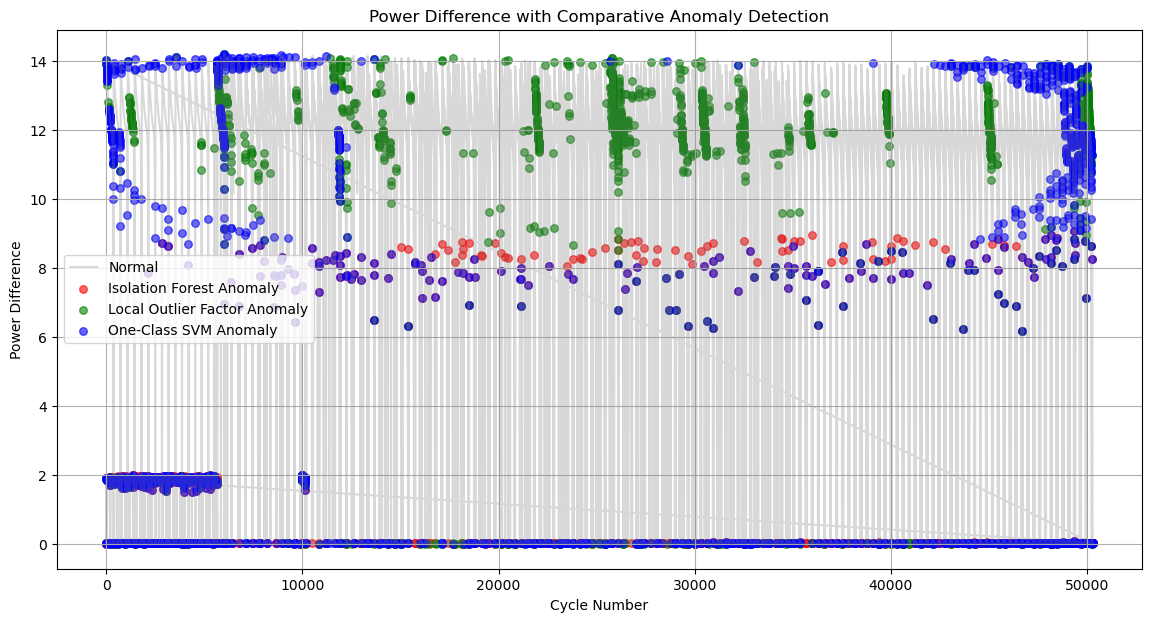 Power Difference with Comparative Anomaly Detection
Power Difference
14
12
10
8
6
4
2
0
Normal
Isolation Forest Anomaly
Local Outlier Factor Anomaly
One-Class SVM Anomaly
0
10000
20000
30000
40000
50000
Cycle Number